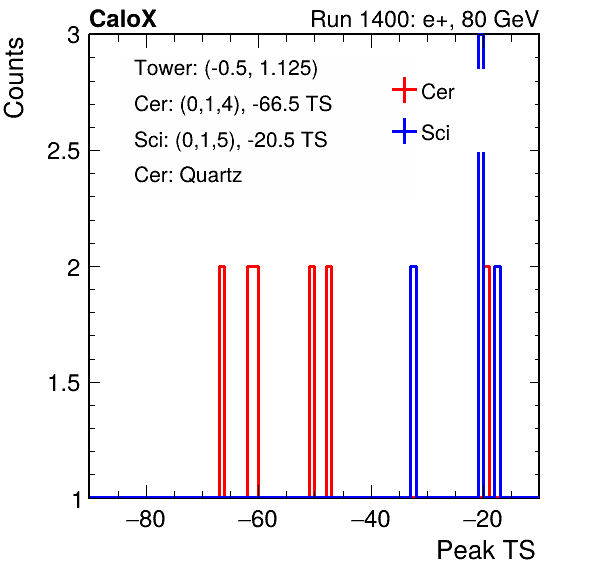 CaloX Run 1400: e+, 80 GeV
Counts
Tower: (-0.5, 1.125)
Cer: (0,1,4), -66.5 TS
Sci: (0,1,5), -20.5 TS
Cer: Quartz
Cer
Sci
3
2.5
2
1.5
1
−80 −60 −40 −20
Peak TS